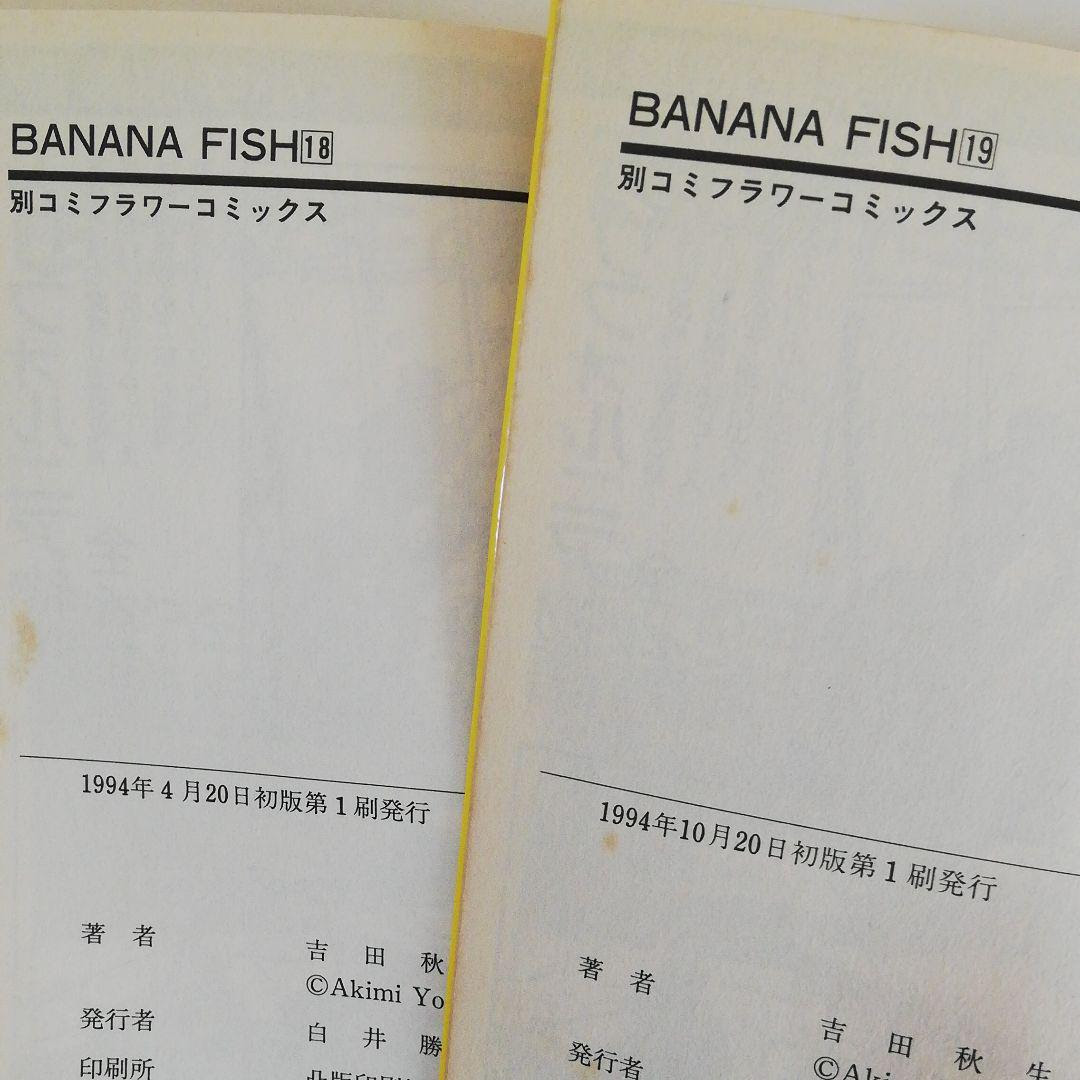 BANANA FISH18
別コミフラワーコミックス
1994年4月20日初版第1刷発行
著者
吉田秋
©Akimi Yo
発行者
白井勝
印刷所
BANANA FISH19
別コミフラワーコミックス
1994年10月20日初版第1刷発行
著者
吉田秋生
©Aki
発行者